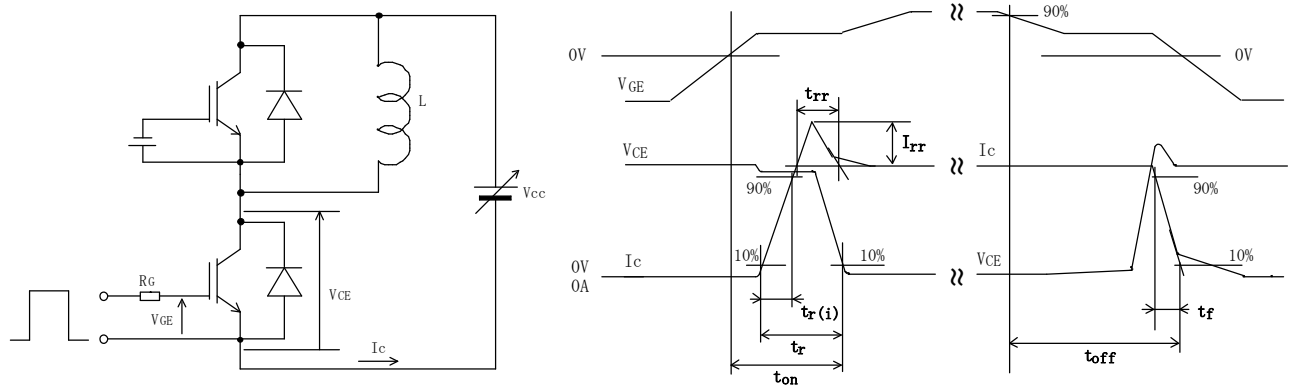 L
Vcc
RG
VGE
VCE
Ic
0V
VGE
trr
Irr
VCE
90%
10%
10%
Ic
0V
0A
tr(i)
tr
ton
90%
0V
Ic
90%
10%
VCE
tf
toff